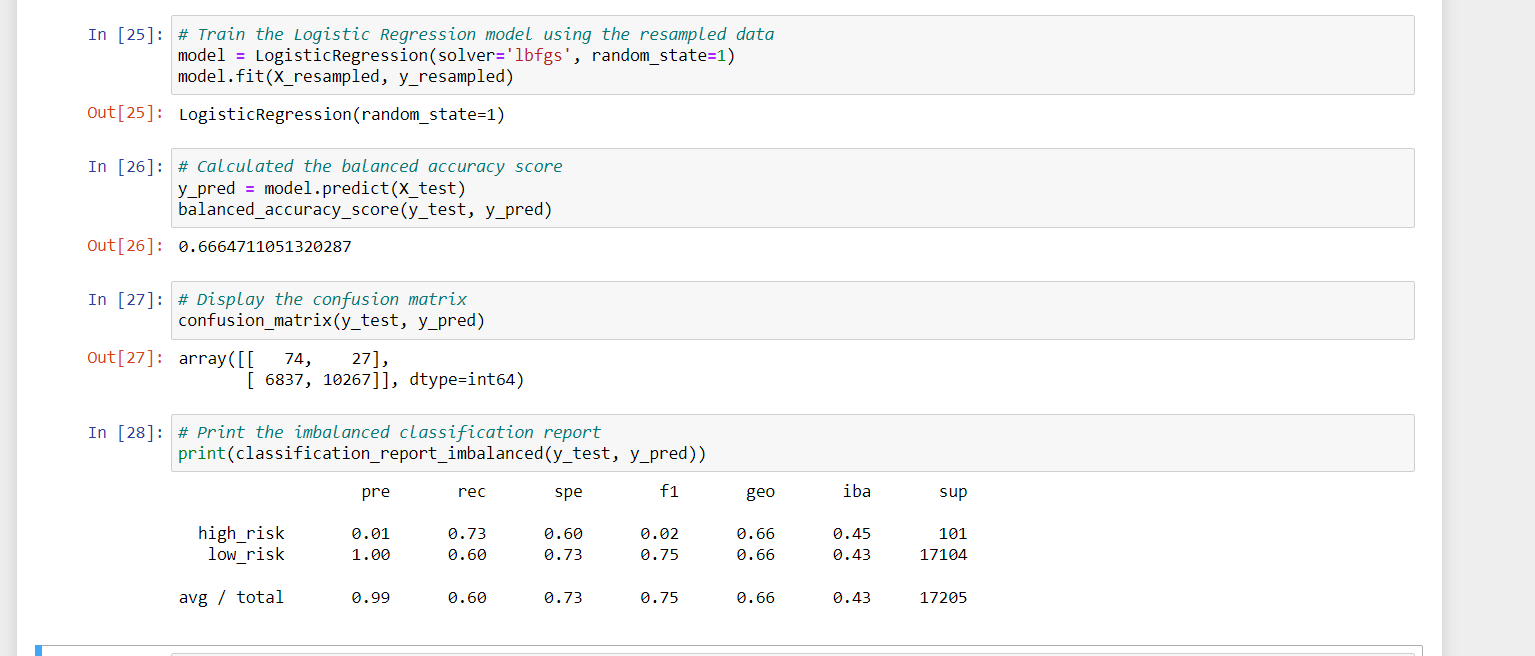 In [25]: # Train the Logistic Regression model using the resampled data
model = LogisticRegression(solver='lbfgs', random_state=1)
model.fit(X_resampled, y_resampled)
Out[25]: LogisticRegression(random_state=1)
In [26]: # Calculated the balanced accuracy score
y_pred = model.predict(X_test)
balanced_accuracy_score(y_test, y_pred)
Out[26]: 0.6664711051320287
In [27]: # Display the confusion matrix
confusion_matrix(y_test, y_pred)
Out[27]: array([[   74,    27],
       [ 6837, 10267]], dtype=int64)
In [28]: # Print the imbalanced classification report
print(classification_report_imbalanced(y_test, y_pred))
pre rec spe f1 geo iba sup
high_risk 0.01 0.73 0.60 0.02 0.66 0.45 101
low_risk 1.00 0.60 0.73 0.75 0.66 0.43 17104
avg / total 0.99 0.60 0.73 0.75 0.66 0.43 17205